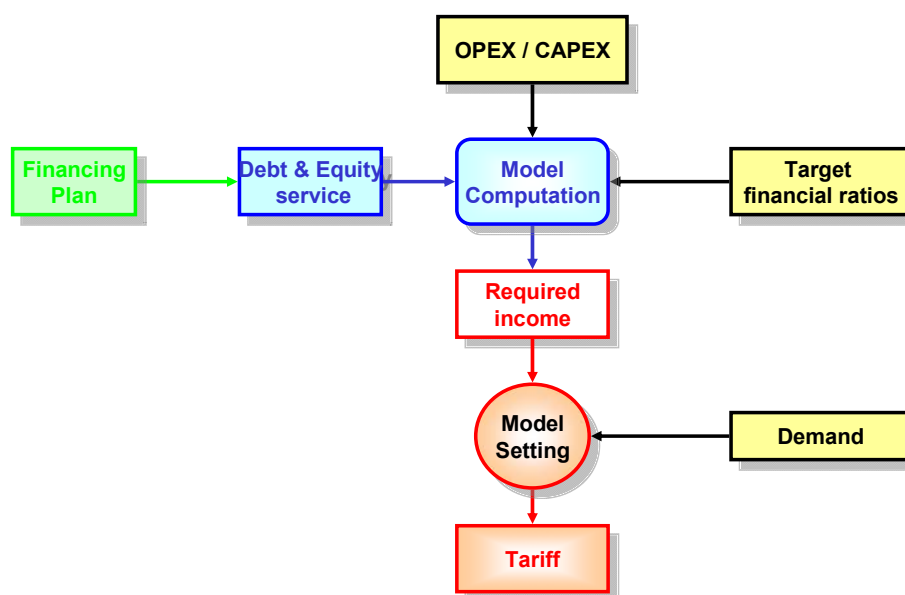 OPEX / CAPEX
Financing
Plan
Debt & Equity
service
Model
Computation
Target
financial ratios
Required
income
Model
Setting
Demand
Tariff